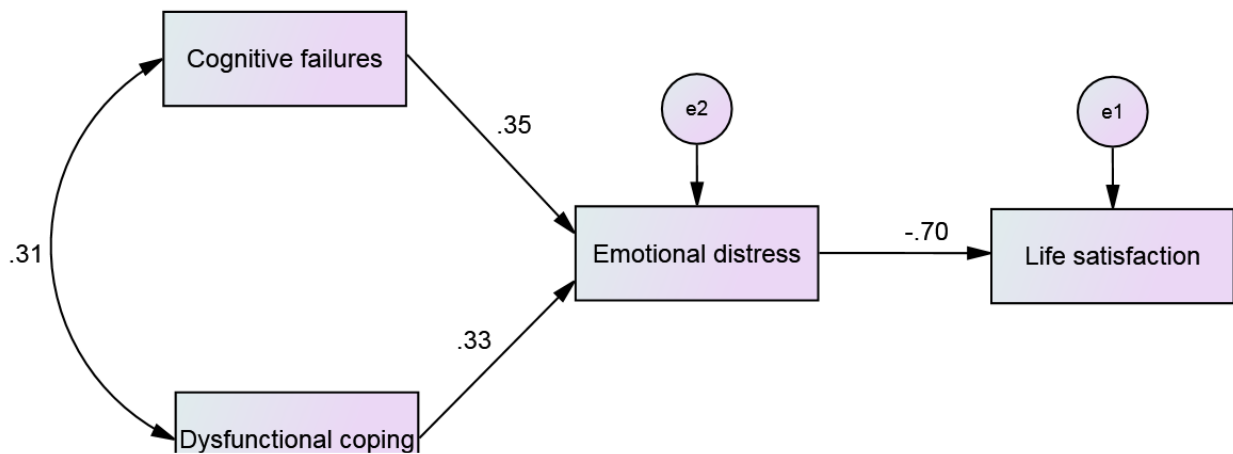 Cognitive failures
e2
e1
.35
.31
Emotional distress
-.70
Life satisfaction
.33
Dysfunctional coping